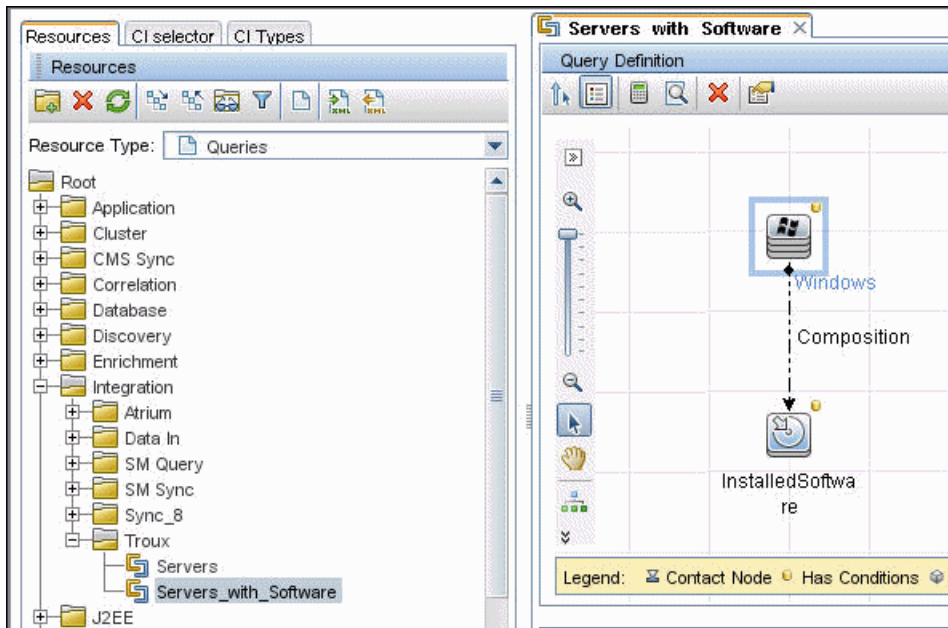 Resources CI selector CI Types
Resources
Resource Type: Queries
Root
Application
Cluster
CMS Sync
Correlation
Database
Discovery
Enrichment
Integration
Atrium
Data In
SM Query
SM Sync
Sync_8
Troux
Servers
Servers_with_Software
J2EE
Servers with Software
Query Definition
Windows
Composition
InstalledSoftwa
re
Legend: Contact Node Has Conditions